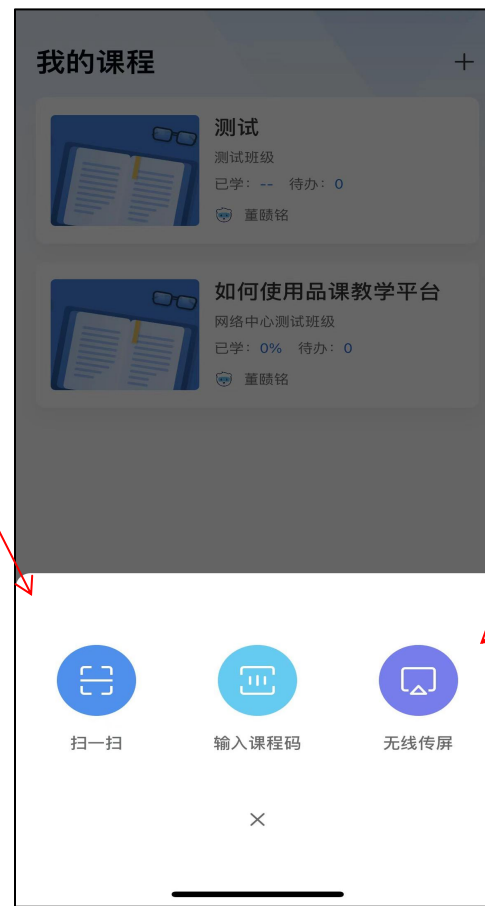 我的课程
测试
测试班级
已学：-- 待办：0
董赜铭
如何使用品课教学平台
网络中心测试班级
已学：0% 待办：0
董赜铭
扫一扫
输入课程码
无线传屏